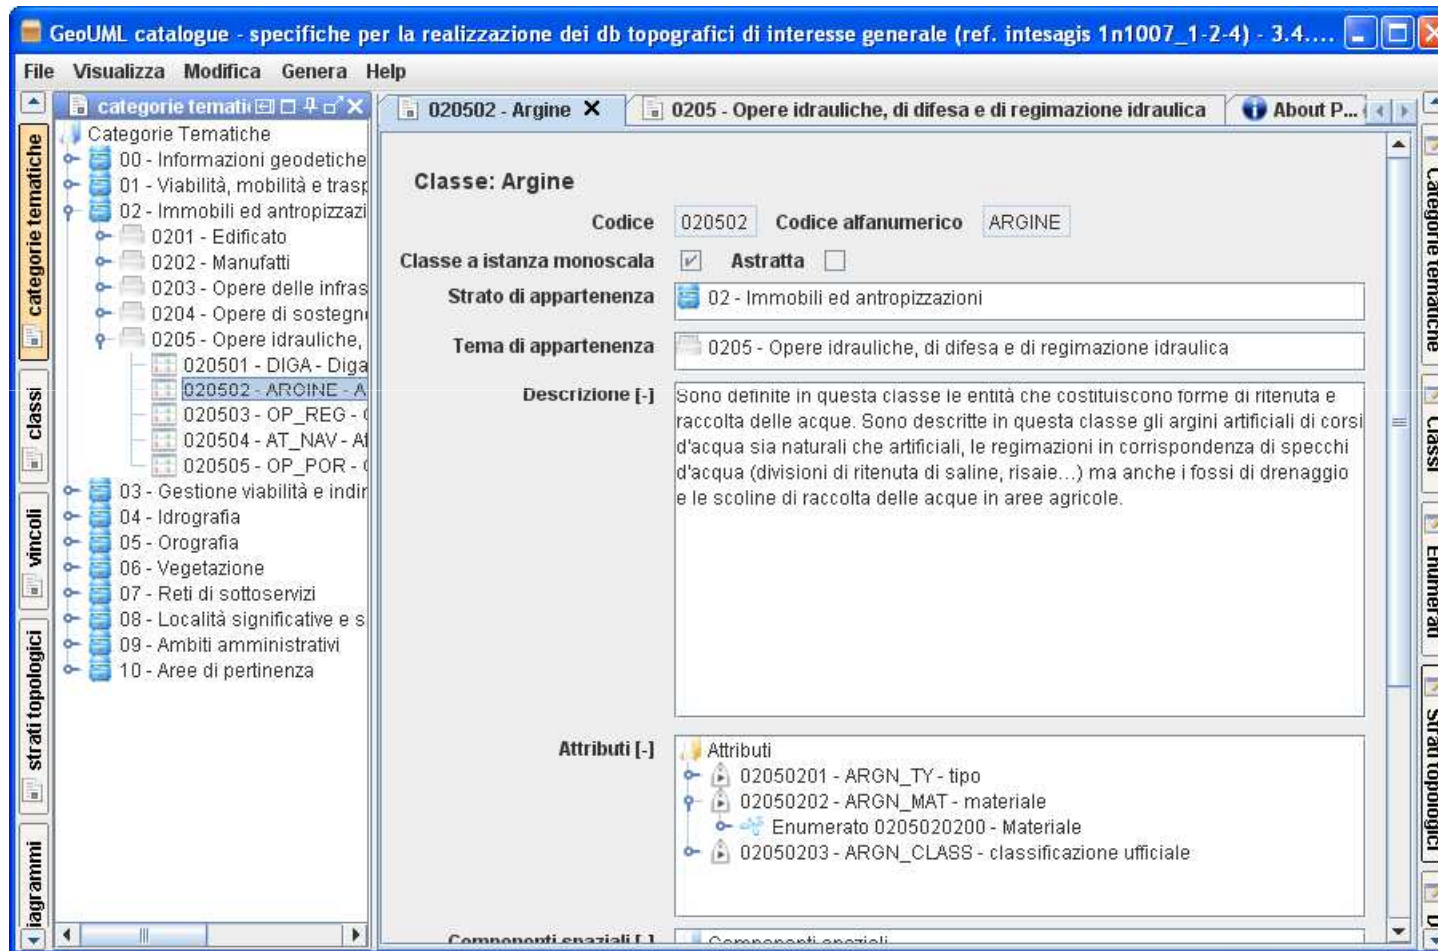 GeoUML catalogue - specifiche per la realizzazione dei db topografici di interesse generale (ref. intesagis 1n1007_1-2-4) - 3.4....
File Visualizza Modifica Genera Help
categorie temati
Categorie Tematiche
00 - Informazioni geodetiche
01 - Viabilità, mobilità e trasp
02 - Immobili ed antropizzazi
0201 - Edificato
0202 - Manufatti
0203 - Opere delle infras
0204 - Opere di sostegn
0205 - Opere idrauliche,
020501 - DIGA - Diga
020502 - ARGINE - A
020503 - OP_REG -
020504 - AT_NAV - At
020505 - OP_POR -
03 - Gestione viabilità e indir
04 - Idrografia
05 - Orografia
06 - Vegetazione
07 - Reti di sottoservizi
08 - Località significative e s
09 - Ambiti amministrativi
10 - Aree di pertinenza
categorie tematiche
classi
vincoli
strati topologici
iagrammi
020502 - Argine
0205 - Opere idrauliche, di difesa e di regimazione idraulica
About P...
Classe: Argine
Codice 020502 Codice alfanumerico ARGINE
Classe a istanza monoscala Astratta
Strato di appartenenza 02 - Immobili ed antropizzazioni
Tema di appartenenza 0205 - Opere idrauliche, di difesa e di regimazione idraulica
Descrizione [-]
Sono definite in questa classe le entità che costituiscono forme di ritenuta e
raccolta delle acque. Sono descritte in questa classe gli argini artificiali di corsi
d'acqua sia naturali che artificiali, le regimazioni in corrispondenza di specchi
d'acqua (divisioni di ritenuta di saline, risaie...) ma anche i fossi di drenaggio
e le scoline di raccolta delle acque in aree agricole.
Attributi [-]
Attributi
02050201 - ARGN_TY - tipo
02050202 - ARGN_MAT - materiale
Enumerato 0205020200 - Materiale
02050203 - ARGN_CLASS - classificazione ufficiale
Componenti spaziali [-] Componenti spaziali
Categorie tematiche
Classi
Enumerati
Strati topologici
D